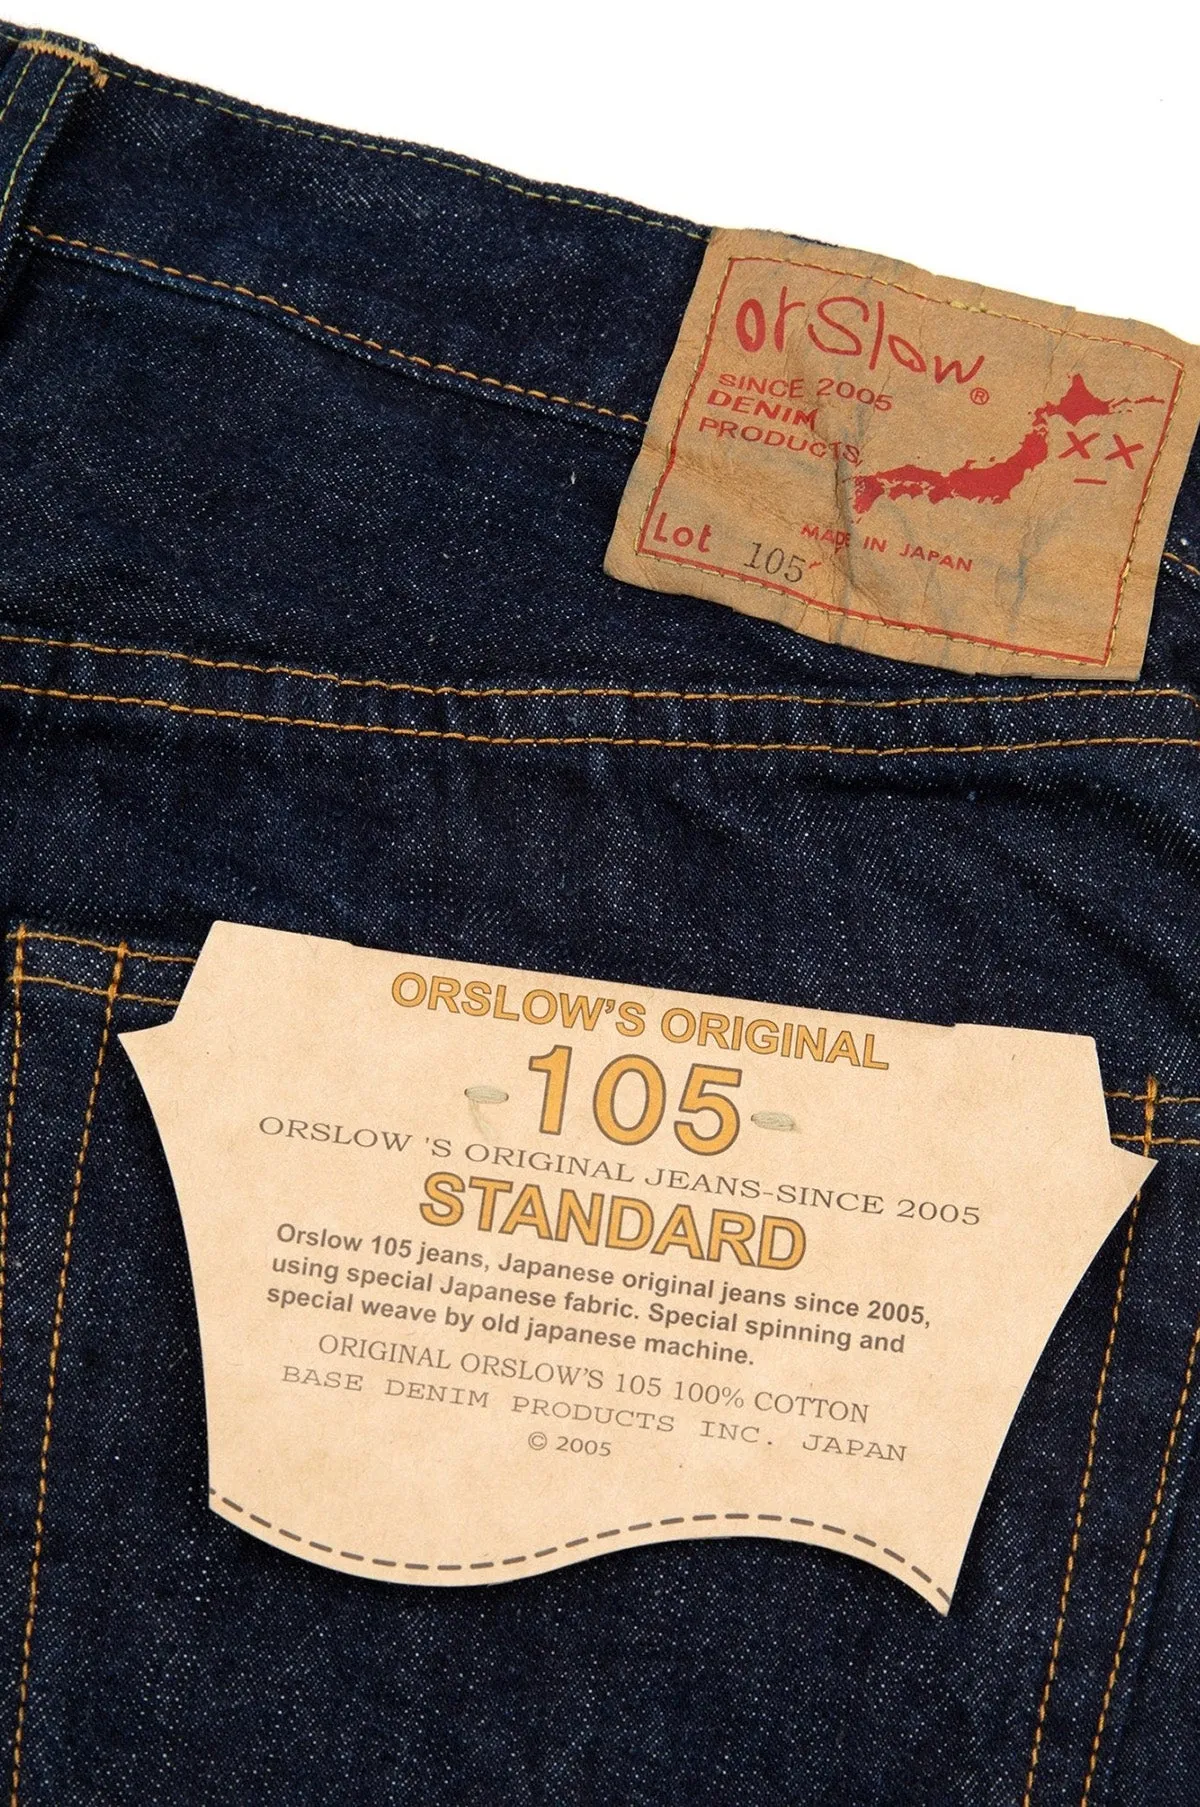 orSlow®
SINCE 2005
DENIM
PRODUCTS
XX
MADE IN JAPAN
Lot 105
ORSLOW'S ORIGINAL
105
ORSLOW 'S ORIGINAL JEANS-SINCE 2005
STANDARD
Orslow 105 jeans, Japanese original jeans since 2005,
using special Japanese fabric. Special spinning and
special weave by old japanese machine.
ORIGINAL ORSLOW'S 105 100% COTTON
BASE DENIM PRODUCTS INC. JAPAN
© 2005